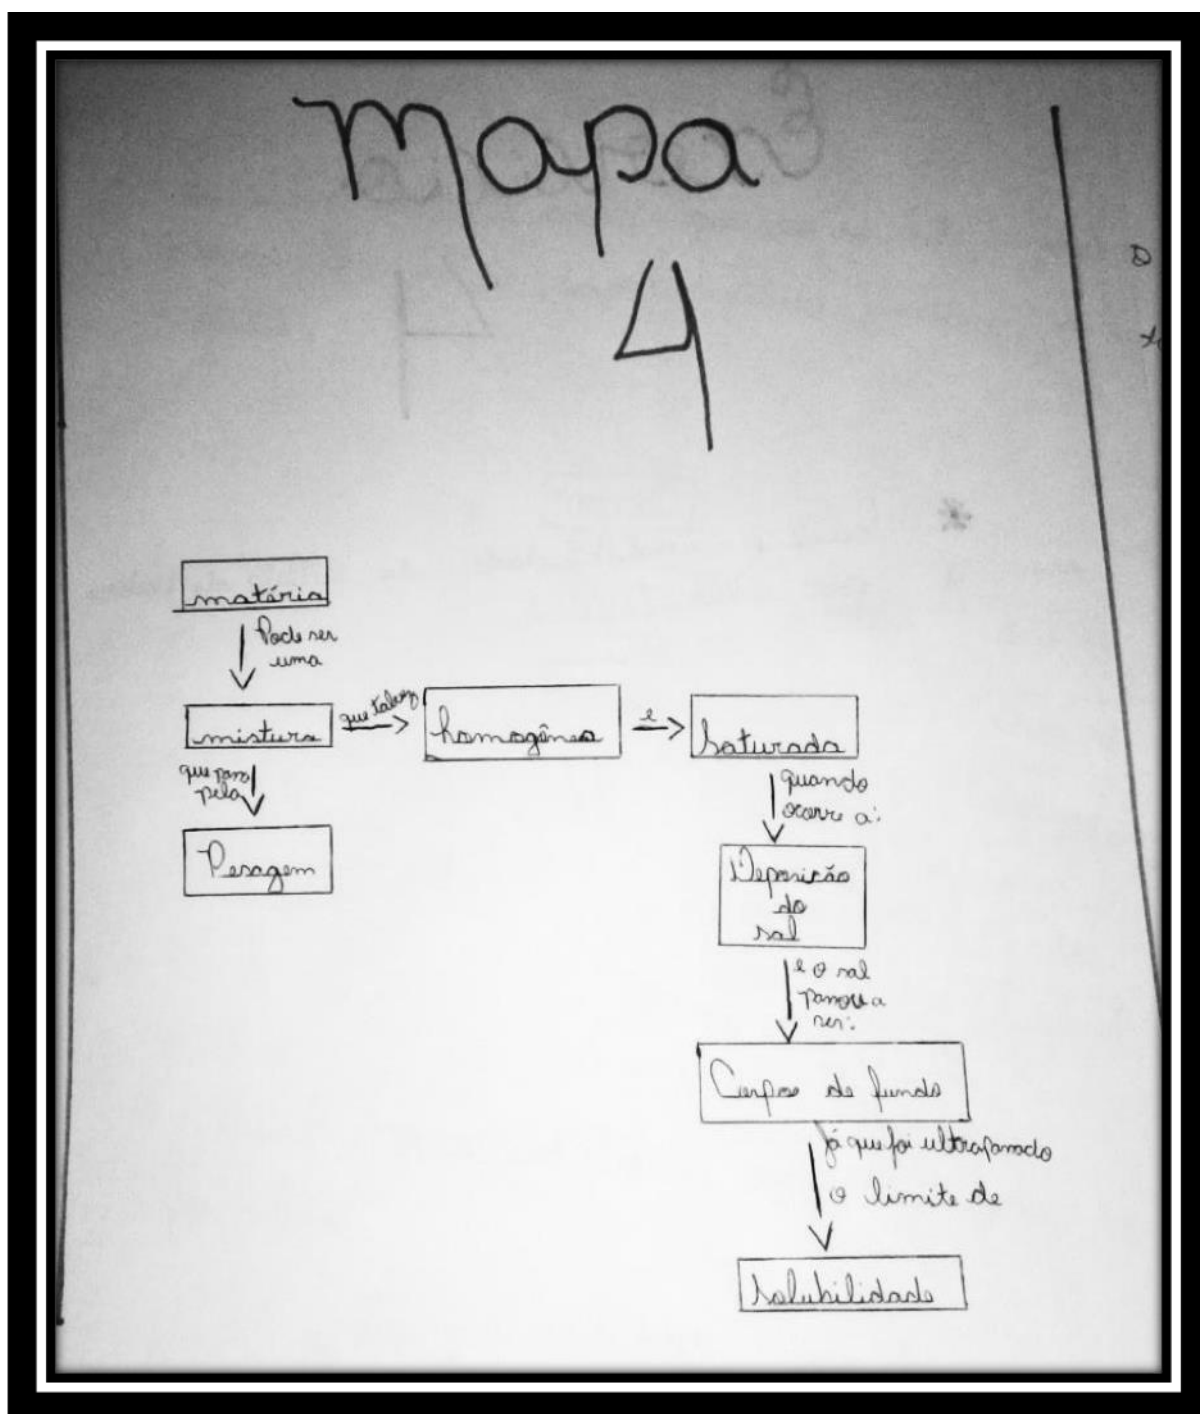 Mapa
4
matéria
Pode ser
uma
mistura
que talvez
homogênea
e
saturada
que passa
pela
Pesagem
quando
ocorre a:
Deposição
do
sal
e o sal
passou a
ser:
Corpo de fundo
já que foi ultrapassado
o limite de
solubilidade